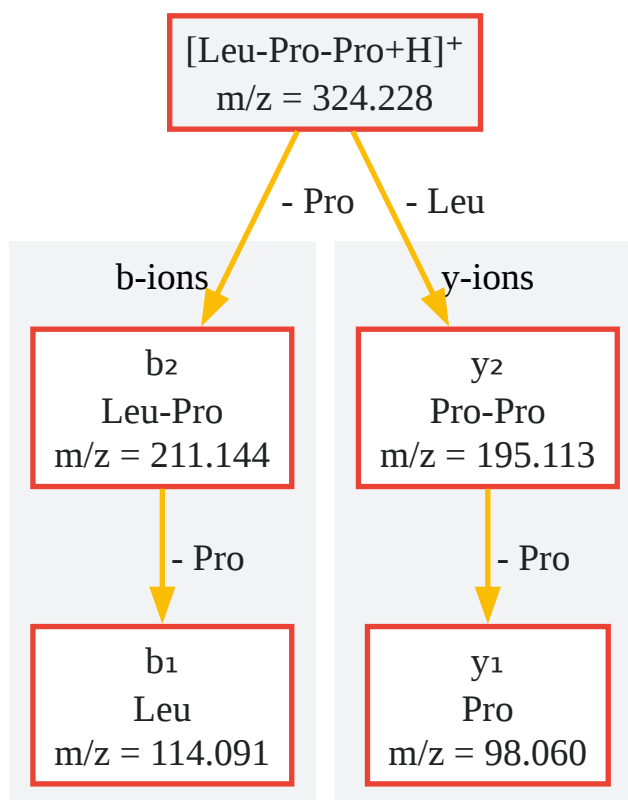 [Leu-Pro-Pro+H]⁺
m/z = 324.228
- Pro
- Leu
b-ions
y-ions
b₂
Leu-Pro
m/z = 211.144
y₂
Pro-Pro
m/z = 195.113
- Pro
- Pro
b₁
Leu
m/z = 114.091
y₁
Pro
m/z = 98.060